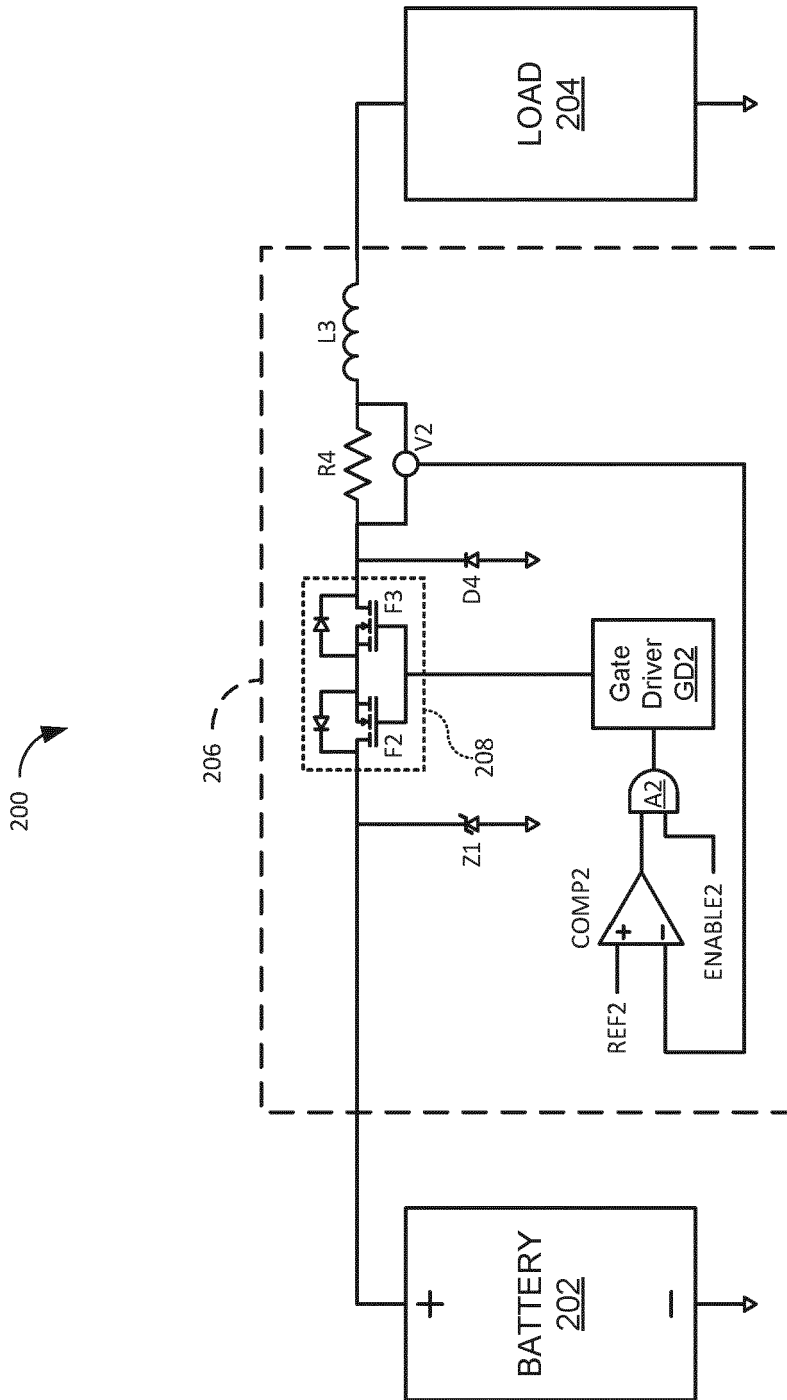 200
206
BATTERY
202
+
−
Z1
F2
F3
208
D4
R4
V2
L3
LOAD
204
REF2
COMP2
+
−
ENABLE2
A2
Gate
Driver
GD2